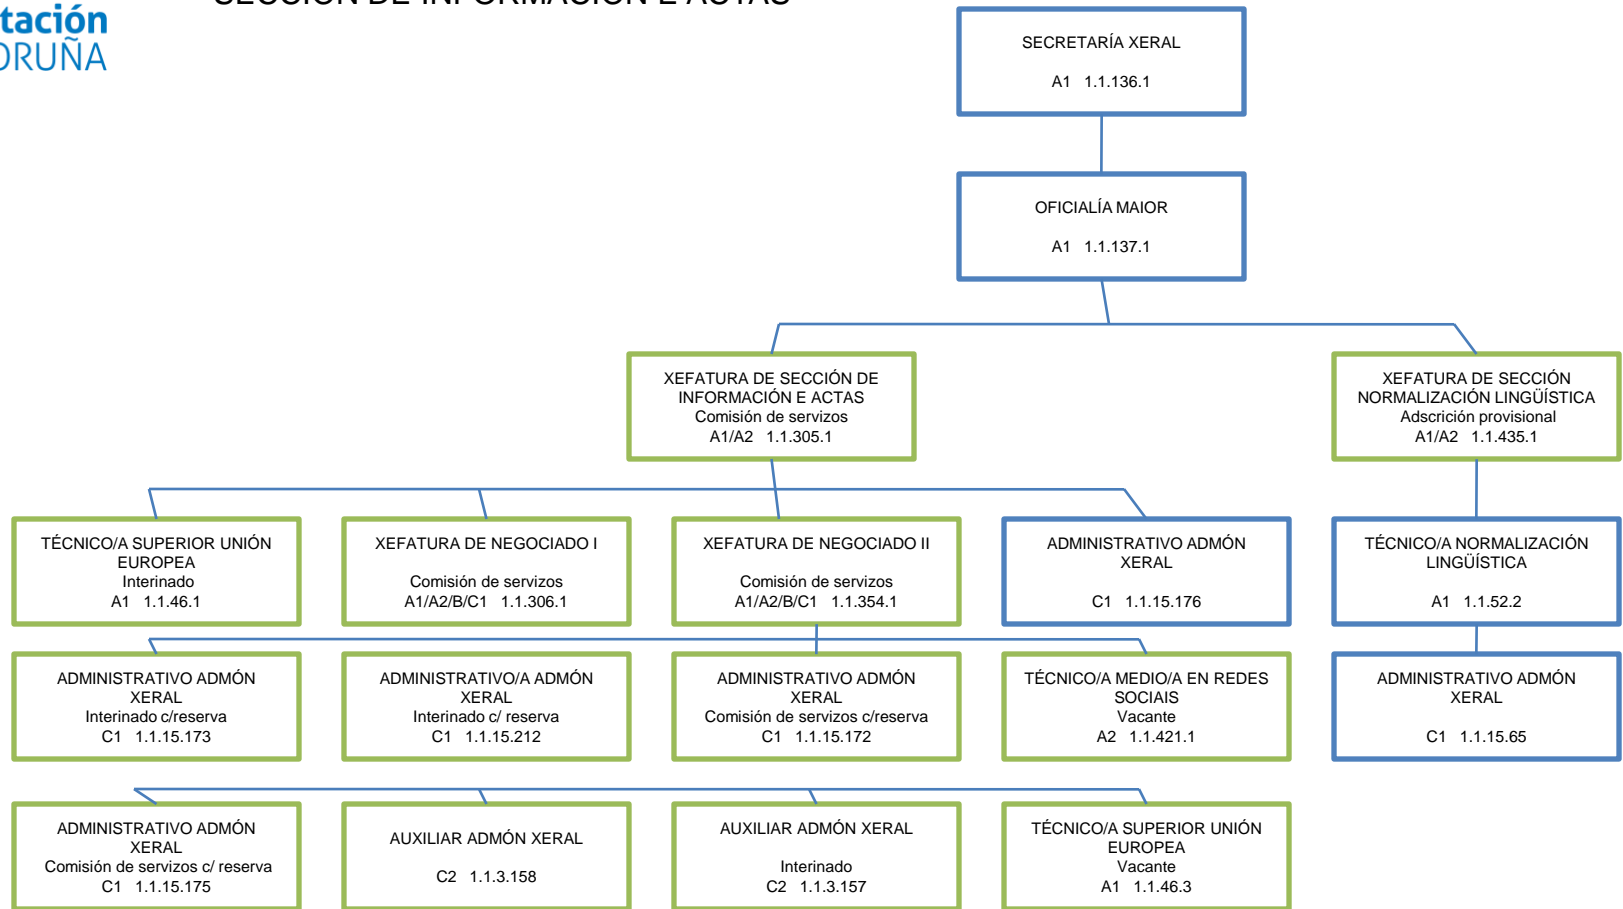 SECCIÓN DE INFORMACIÓN E ACTAS
tación
ORUÑA
SECRETARÍA XERAL
A1 1.1.136.1
OFICIALÍA MAIOR
A1 1.1.137.1
XEFATURA DE SECCIÓN DE
INFORMACIÓN E ACTAS
Comisión de servizos
A1/A2 1.1.305.1
XEFATURA DE SECCIÓN
NORMALIZACIÓN LINGÜÍSTICA
Adscrición provisional
A1/A2 1.1.435.1
TÉCNICO/A SUPERIOR UNIÓN
EUROPEA
Interinado
A1 1.1.46.1
XEFATURA DE NEGOCIADO I
Comisión de servizos
A1/A2/B/C1 1.1.306.1
XEFATURA DE NEGOCIADO II
Comisión de servizos
A1/A2/B/C1 1.1.354.1
ADMINISTRATIVO ADMÓN
XERAL
C1 1.1.15.176
TÉCNICO/A NORMALIZACIÓN
LINGÜÍSTICA
A1 1.1.52.2
ADMINISTRATIVO ADMÓN
XERAL
Interinado c/reserva
C1 1.1.15.173
ADMINISTRATIVO/A ADMÓN
XERAL
Interinado c/ reserva
C1 1.1.15.212
ADMINISTRATIVO ADMÓN
XERAL
Comisión de servizos c/reserva
C1 1.1.15.172
TÉCNICO/A MEDIO/A EN REDES
SOCIAIS
Vacante
A2 1.1.421.1
ADMINISTRATIVO ADMÓN
XERAL
C1 1.1.15.65
ADMINISTRATIVO ADMÓN
XERAL
Comisión de servizos c/ reserva
C1 1.1.15.175
AUXILIAR ADMÓN XERAL
C2 1.1.3.158
AUXILIAR ADMÓN XERAL
Interinado
C2 1.1.3.157
TÉCNICO/A SUPERIOR UNIÓN
EUROPEA
Vacante
A1 1.1.46.3